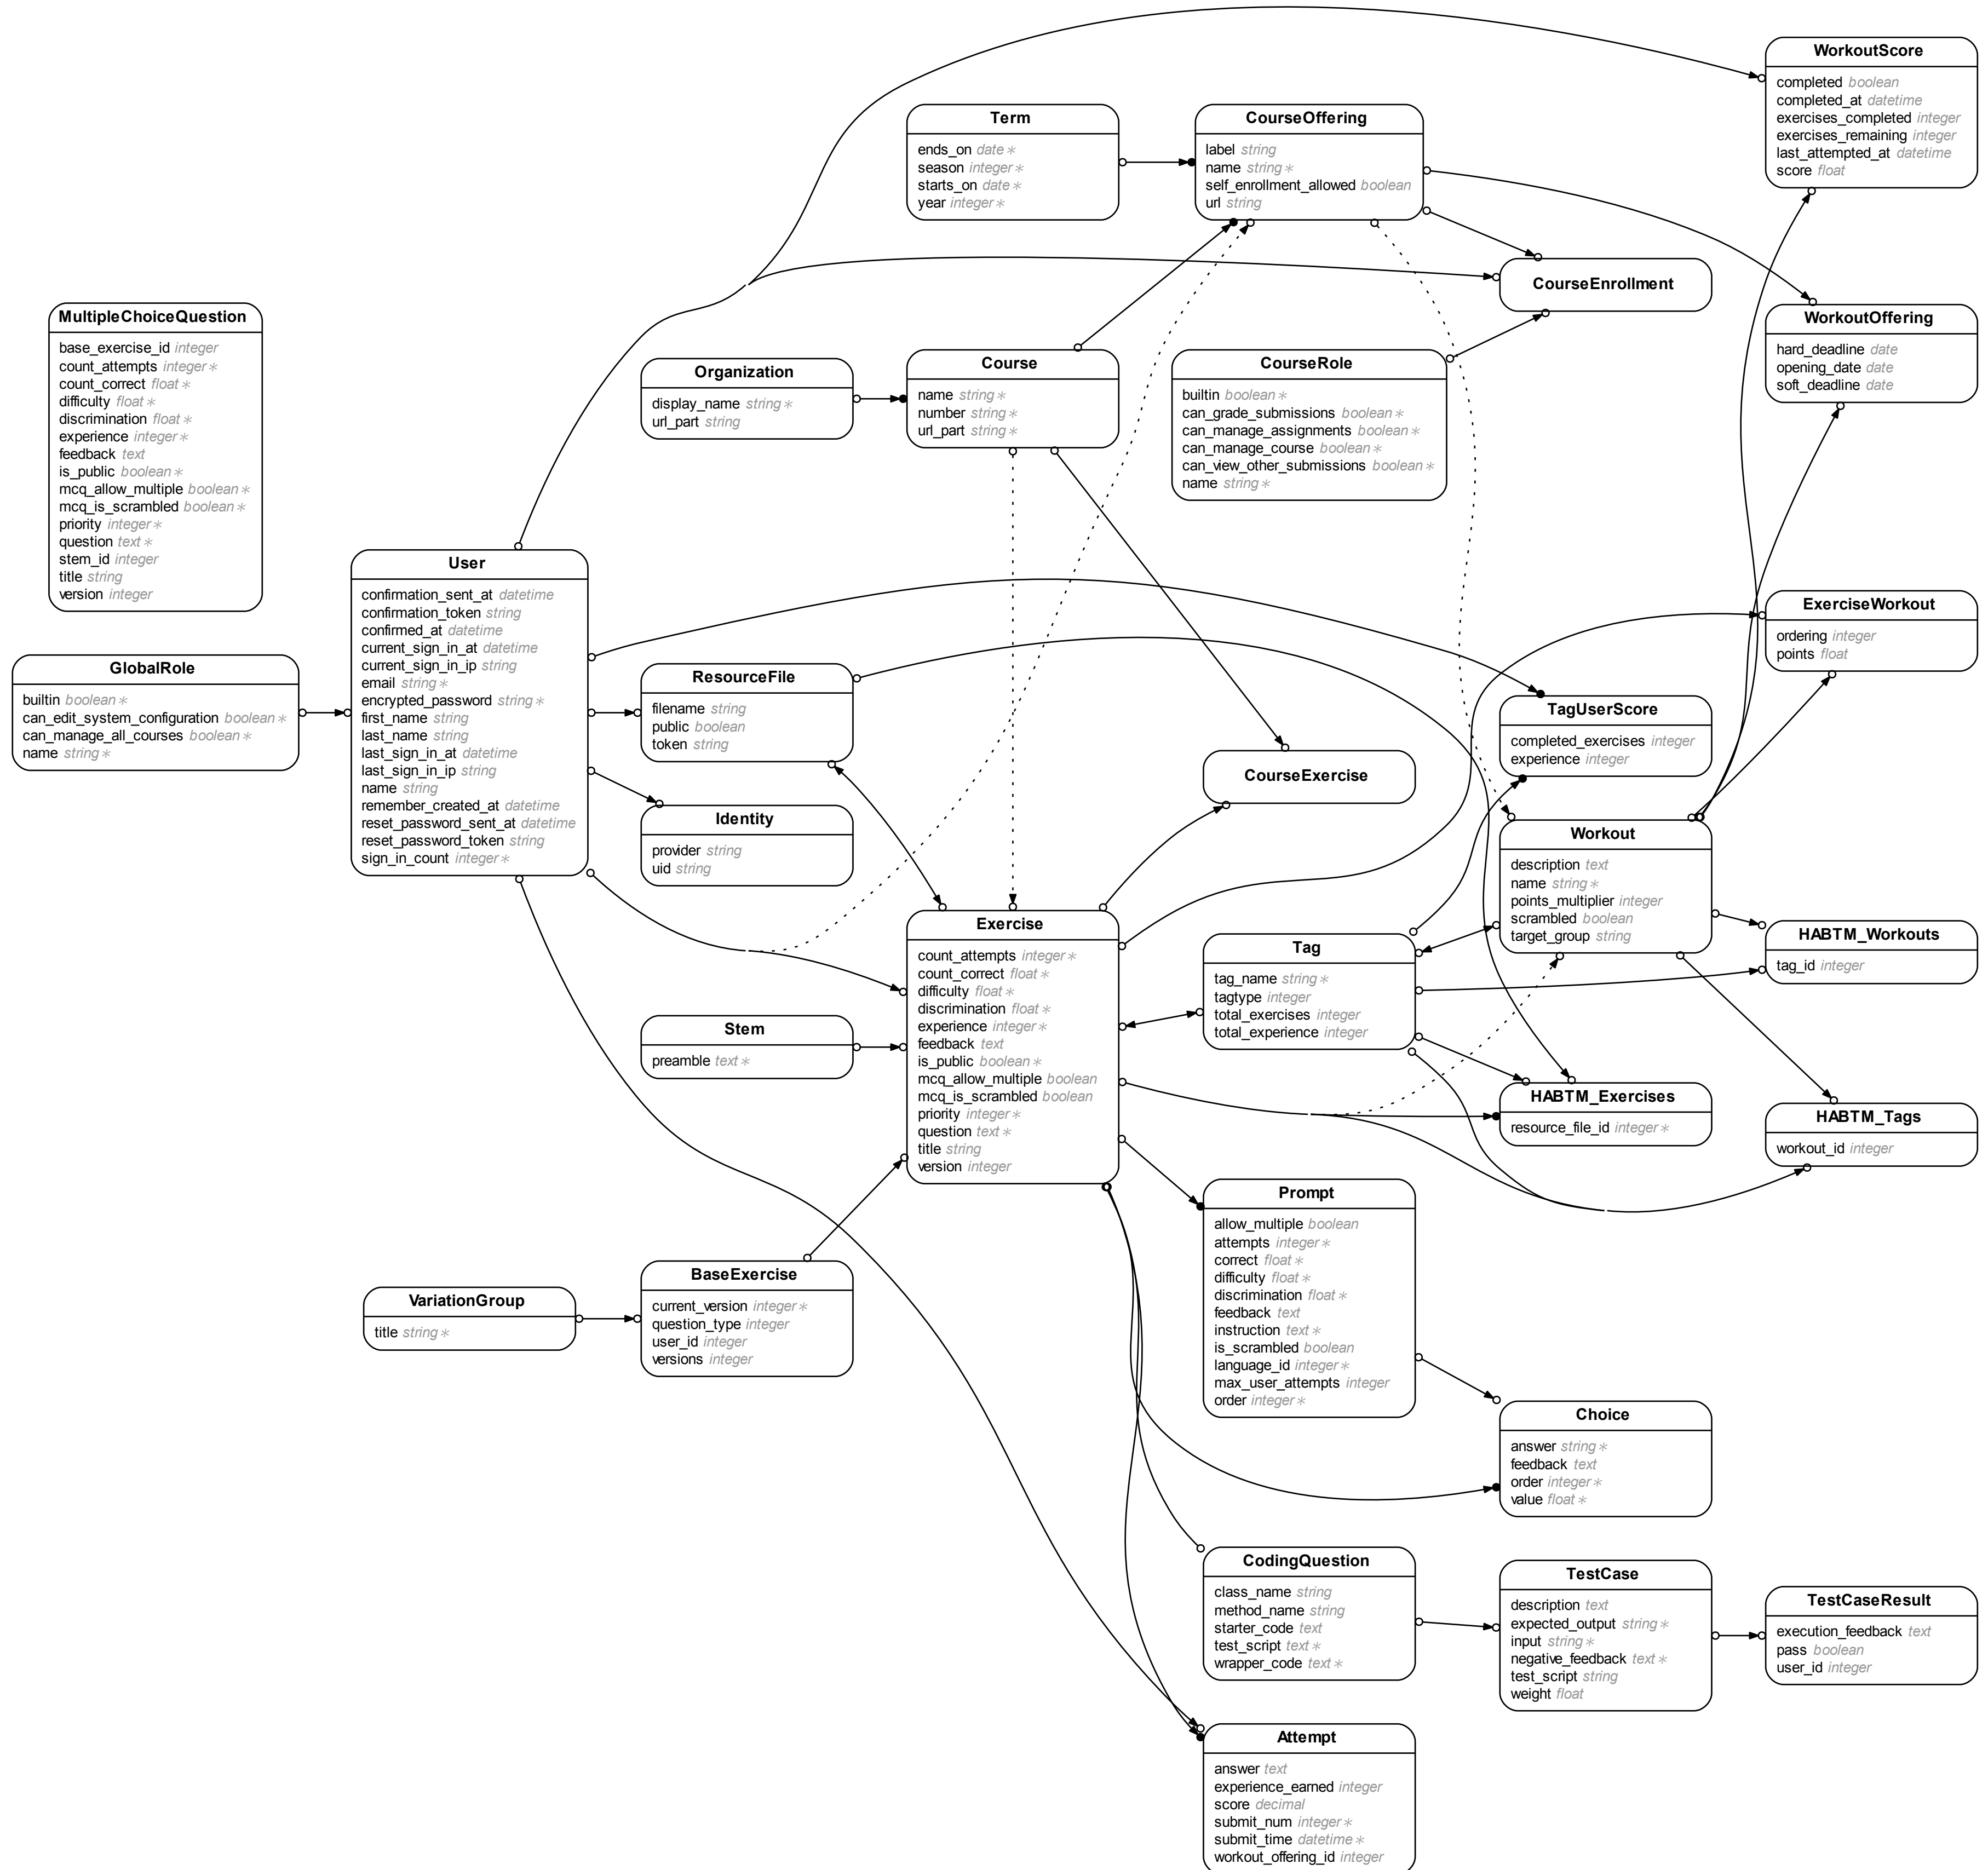 WorkoutScore
completed boolean
completed_at datetime
exercises_completed integer
exercises_remaining integer
last_attempted_at datetime
score float
Term
ends_on date ∗
season integer ∗
starts_on date ∗
year integer ∗
CourseOffering
label string
name string ∗
self_enrollment_allowed boolean
url string
CourseEnrollment
WorkoutOffering
hard_deadline date
opening_date date
soft_deadline date
MultipleChoiceQuestion
base_exercise_id integer
count_attempts integer ∗
count_correct float ∗
difficulty float ∗
discrimination float ∗
experience integer ∗
feedback text
is_public boolean ∗
mcq_allow_multiple boolean ∗
mcq_is_scrambled boolean ∗
priority integer ∗
question text ∗
stem_id integer
title string
version integer
Organization
display_name string ∗
url_part string
Course
name string ∗
number string ∗
url_part string ∗
CourseRole
builtin boolean ∗
can_grade_submissions boolean ∗
can_manage_assignments boolean ∗
can_manage_course boolean ∗
can_view_other_submissions boolean ∗
name string ∗
User
confirmation_sent_at datetime
confirmation_token string
confirmed_at datetime
current_sign_in_at datetime
current_sign_in_ip string
email string ∗
encrypted_password string ∗
first_name string
last_name string
last_sign_in_at datetime
last_sign_in_ip string
name string
remember_created_at datetime
reset_password_sent_at datetime
reset_password_token string
sign_in_count integer ∗
ExerciseWorkout
ordering integer
points float
GlobalRole
builtin boolean ∗
can_edit_system_configuration boolean ∗
can_manage_all_courses boolean ∗
name string ∗
ResourceFile
filename string
public boolean
token string
TagUserScore
completed_exercises integer
experience integer
CourseExercise
Identity
provider string
uid string
Workout
description text
name string ∗
points_multiplier integer
scrambled boolean
target_group string
Exercise
count_attempts integer ∗
count_correct float ∗
difficulty float ∗
discrimination float ∗
experience integer ∗
feedback text
is_public boolean ∗
mcq_allow_multiple boolean
mcq_is_scrambled boolean
priority integer ∗
question text ∗
title string
version integer
Tag
tag_name string ∗
tagtype integer
total_exercises integer
total_experience integer
HABTM_Workouts
tag_id integer
Stem
preamble text ∗
HABTM_Exercises
resource_file_id integer ∗
HABTM_Tags
workout_id integer
Prompt
allow_multiple boolean
attempts integer ∗
correct float ∗
difficulty float ∗
discrimination float ∗
feedback text
instruction text ∗
is_scrambled boolean
language_id integer ∗
max_user_attempts integer
order integer ∗
VariationGroup
title string ∗
BaseExercise
current_version integer ∗
question_type integer
user_id integer
versions integer
Choice
answer string ∗
feedback text
order integer ∗
value float ∗
CodingQuestion
class_name string
method_name string
starter_code text
test_script text ∗
wrapper_code text ∗
TestCase
description text
expected_output string ∗
input string ∗
negative_feedback text ∗
test_script string
weight float
TestCaseResult
execution_feedback text
pass boolean
user_id integer
Attempt
answer text
experience_earned integer
score decimal
submit_num integer ∗
submit_time datetime ∗
workout_offering_id integer